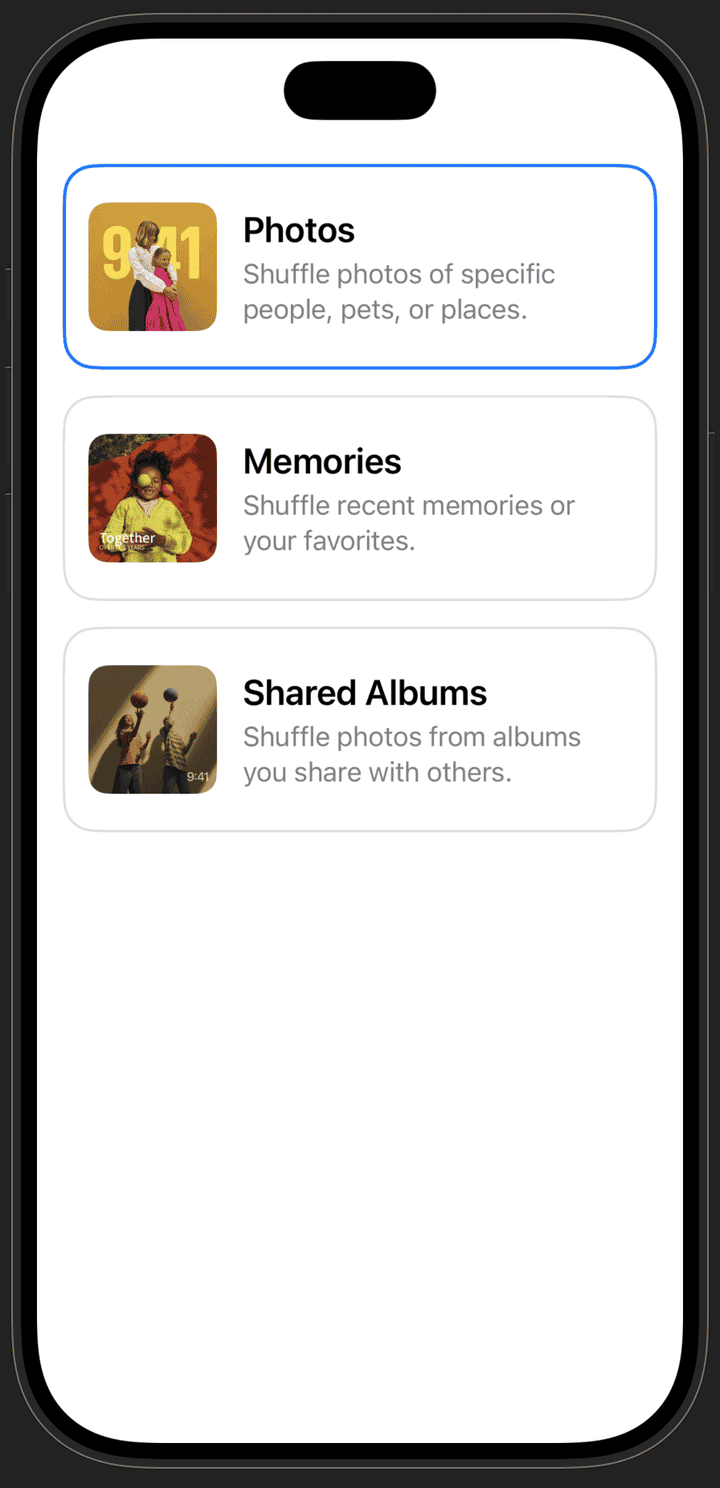 9:41
Photos
Shuffle photos of specific
people, pets, or places.
Memories
Shuffle recent memories or
your favorites.
Together
Shared Albums
Shuffle photos from albums
you share with others.
9:41